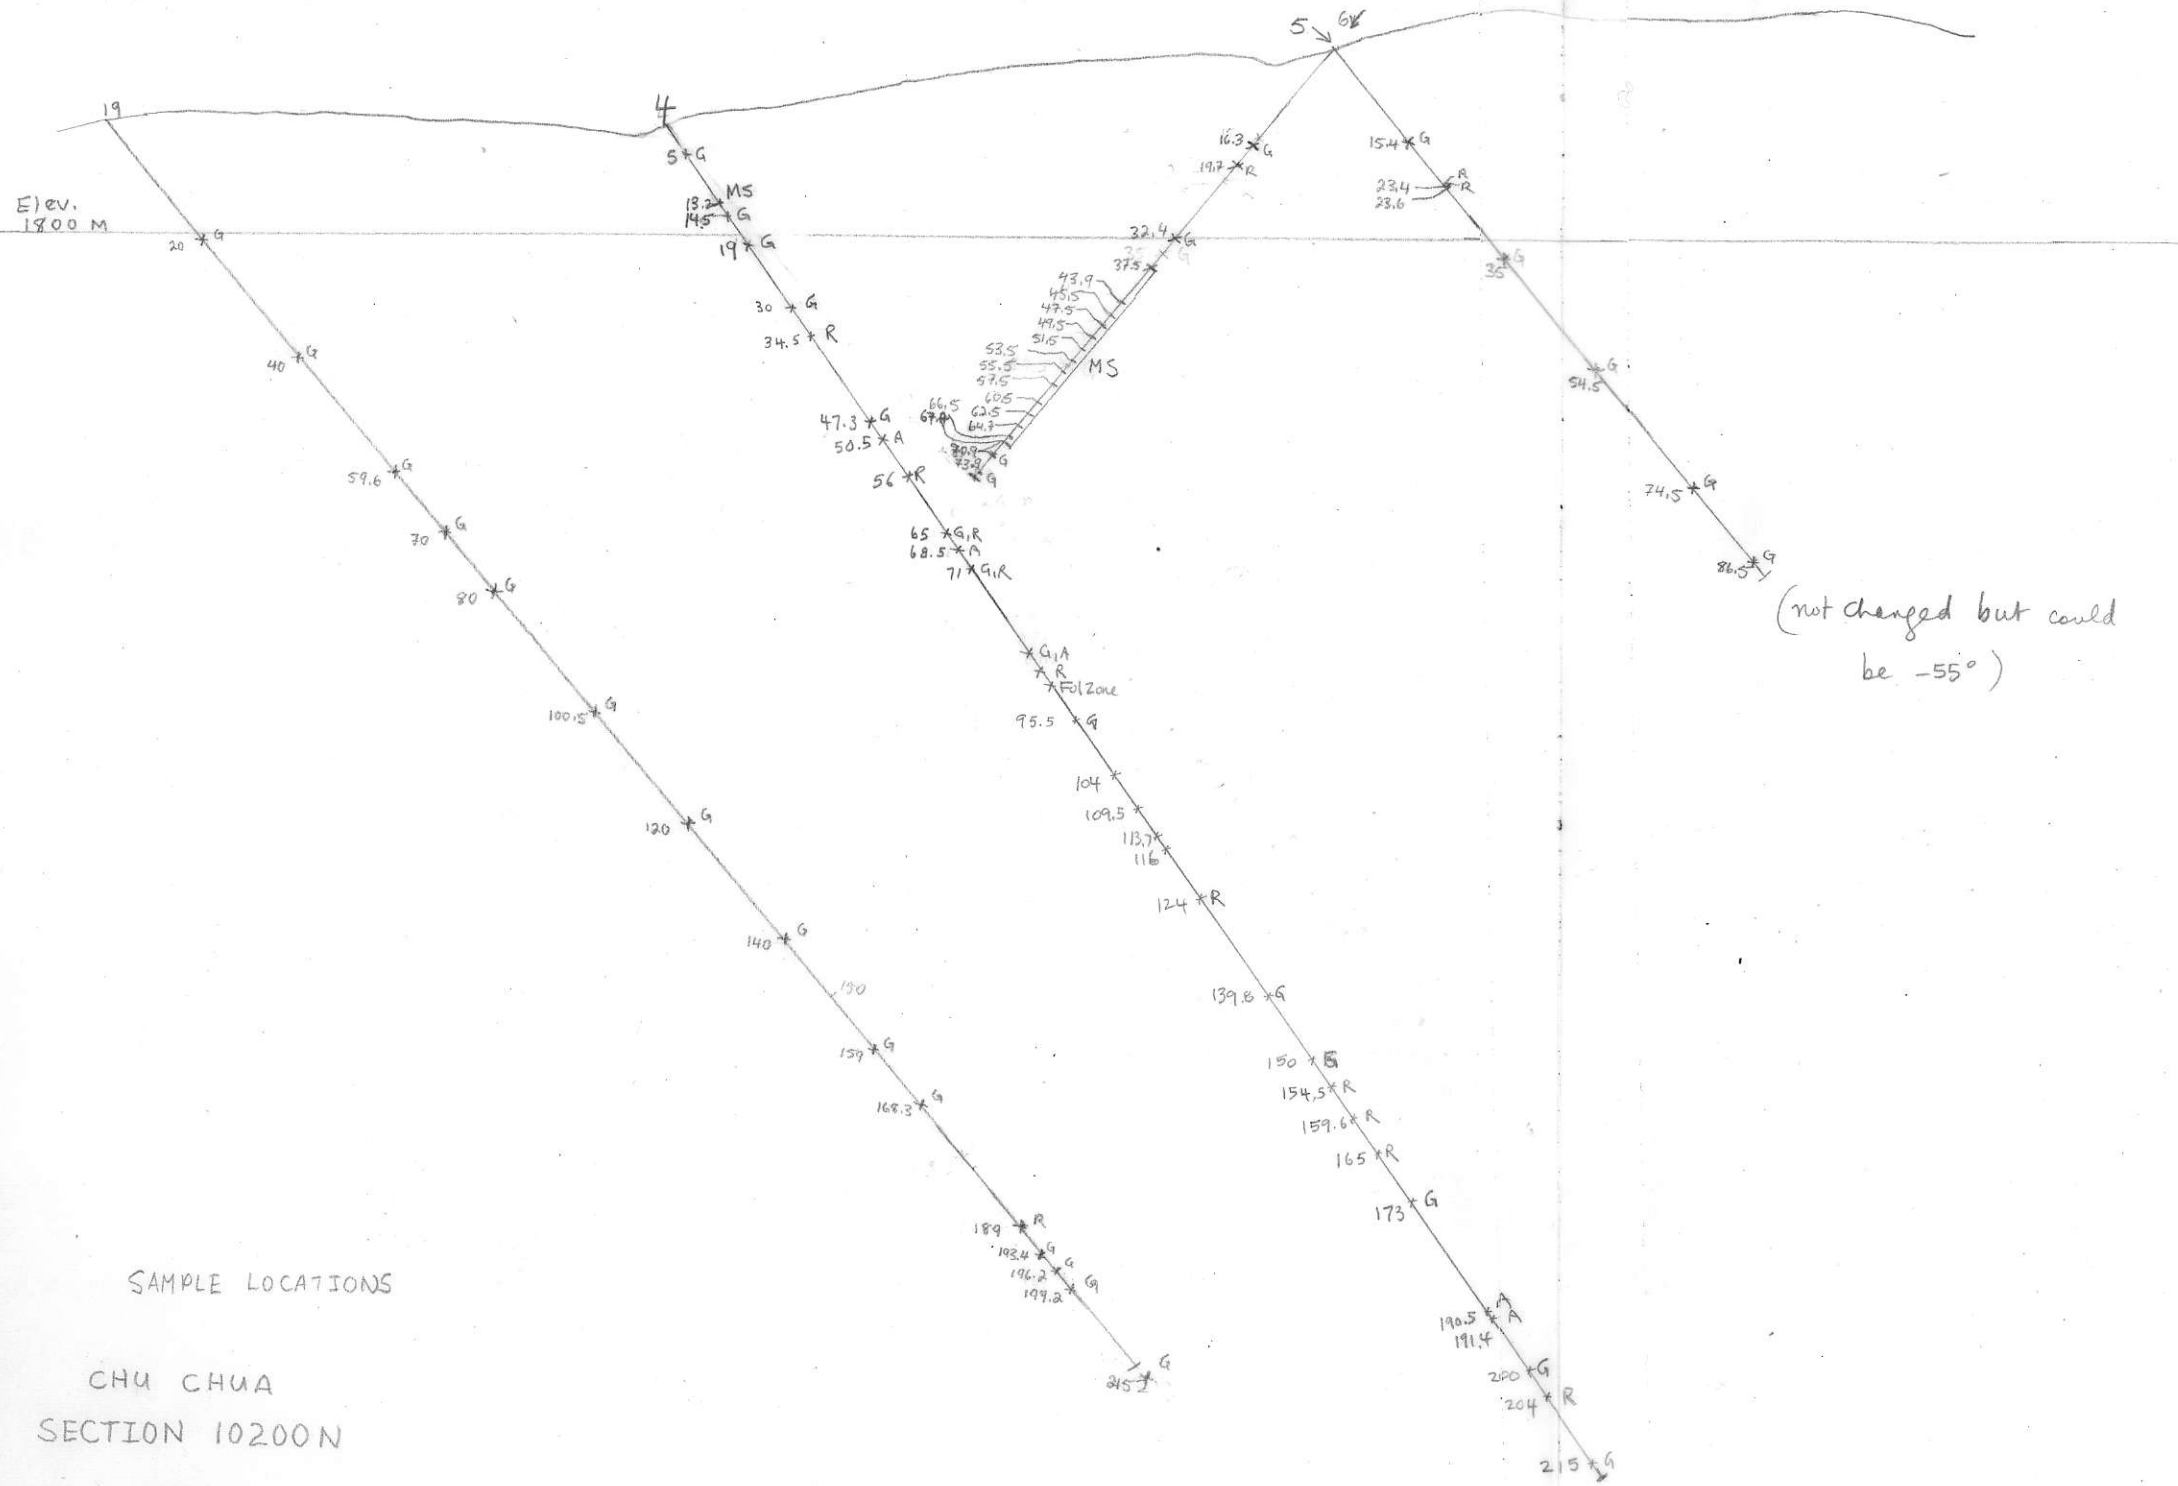 5 6
19
4
16.3 G
15.4 G
5 G
19.7 R
A
23.4 R
23.6
MS
13.2
14.5 G
Elev.
1800 M
20 G
19 G
32.4 G
37.5
35 G
43.9
45.5
47.5
49.5
51.5
53.5
55.5
57.5
60.5
62.5
64.7
66.5
MS
30 G
34.5 R
40 G
54.5 G
47.3 G
50.5 A
70.9 G
73.9 G
59.6 G
56 R
74.5 G
70 G
65 G,R
68.5 A
71 G,R
86.5 G
80 G
(not changed but could
be -55°)
G,A
R
Fol Zone
100.5 G
95.5 G
104
109.5
120 G
113.7
116
124 R
140 G
150
139.8 G
159 G
150 G
154.5 R
168.3 G
159.6 R
165 R
173 G
189 R
193.4 G
196.2 G
199.2 G
A
190.5 A
191.4
215 G
200 G
204 R
215 G
SAMPLE LOCATIONS
CHU CHUA
SECTION 10200N